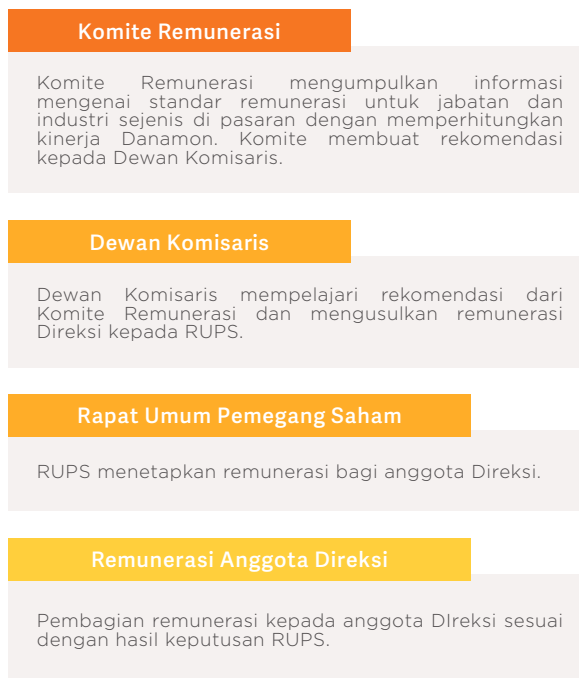 Komite Remunerasi
Komite Remunerasi mengumpulkan informasi
mengenai standar remunerasi untuk jabatan dan
industri sejenis di pasaran dengan memperhitungkan
kinerja Danamon. Komite membuat rekomendasi
kepada Dewan Komisaris.
Dewan Komisaris
Dewan Komisaris mempelajari rekomendasi dari
Komite Remunerasi dan mengusulkan remunerasi
Direksi kepada RUPS.
Rapat Umum Pemegang Saham
RUPS menetapkan remunerasi bagi anggota Direksi.
Remunerasi Anggota Direksi
Pembagian remunerasi kepada anggota DIreksi sesuai
dengan hasil keputusan RUPS.